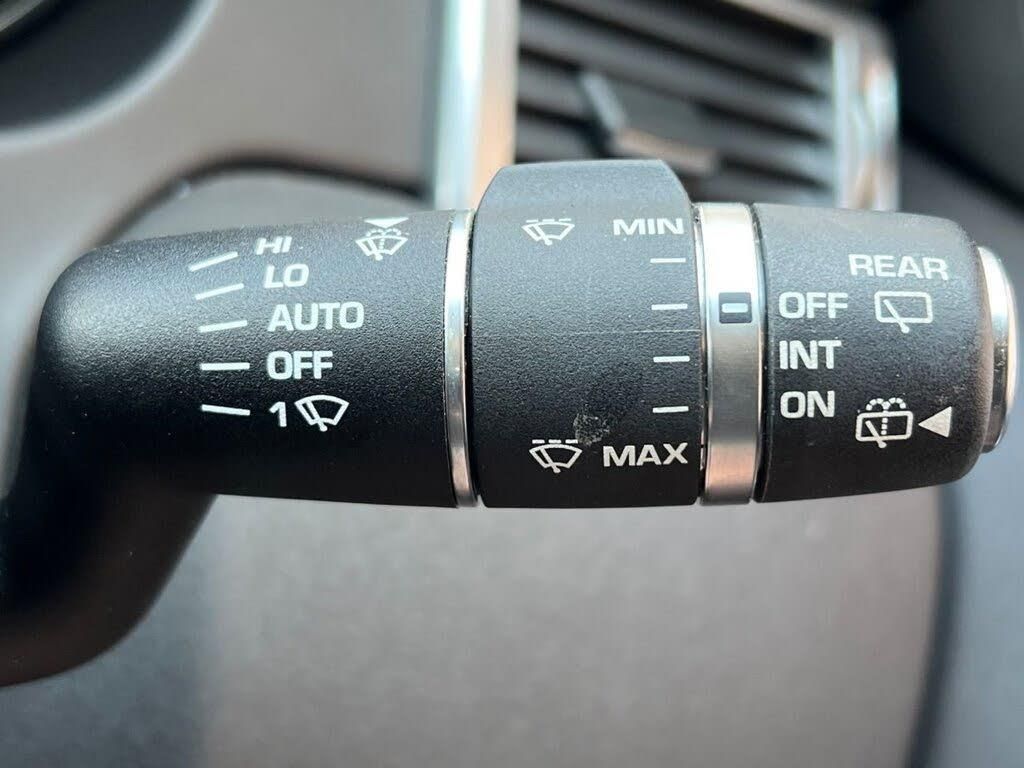 HI
LO
AUTO
OFF
1
MIN
MAX
REAR
OFF
INT
ON